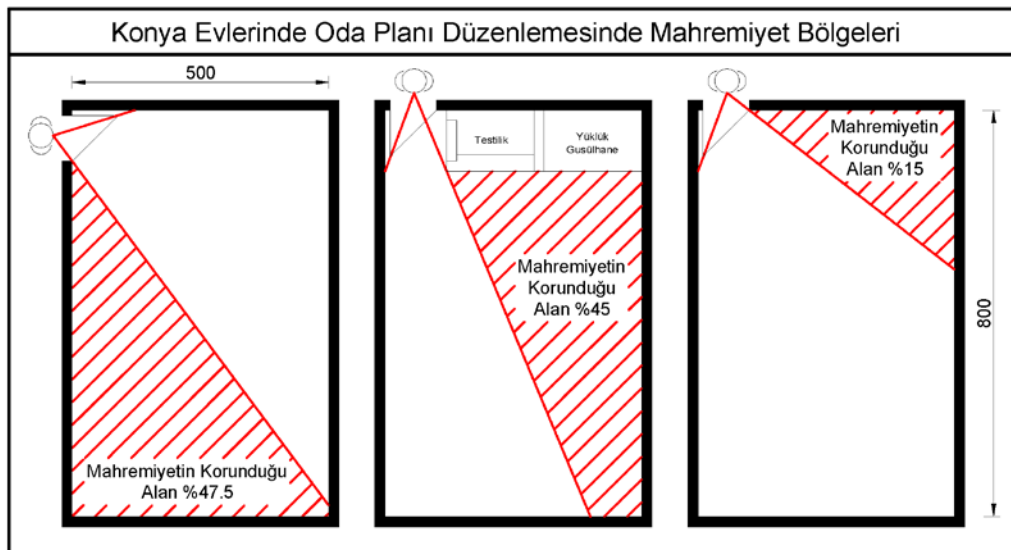 Konya Evlerinde Oda Planı Düzenlemesinde Mahremiyet Bölgeleri
500
Mahremiyetin Korunduğu
Alan %47.5
Testilik
Yüklük
Gusülhane
Mahremiyetin
Korunduğu
Alan %45
Mahremiyetin
Korunduğu
Alan %15
800